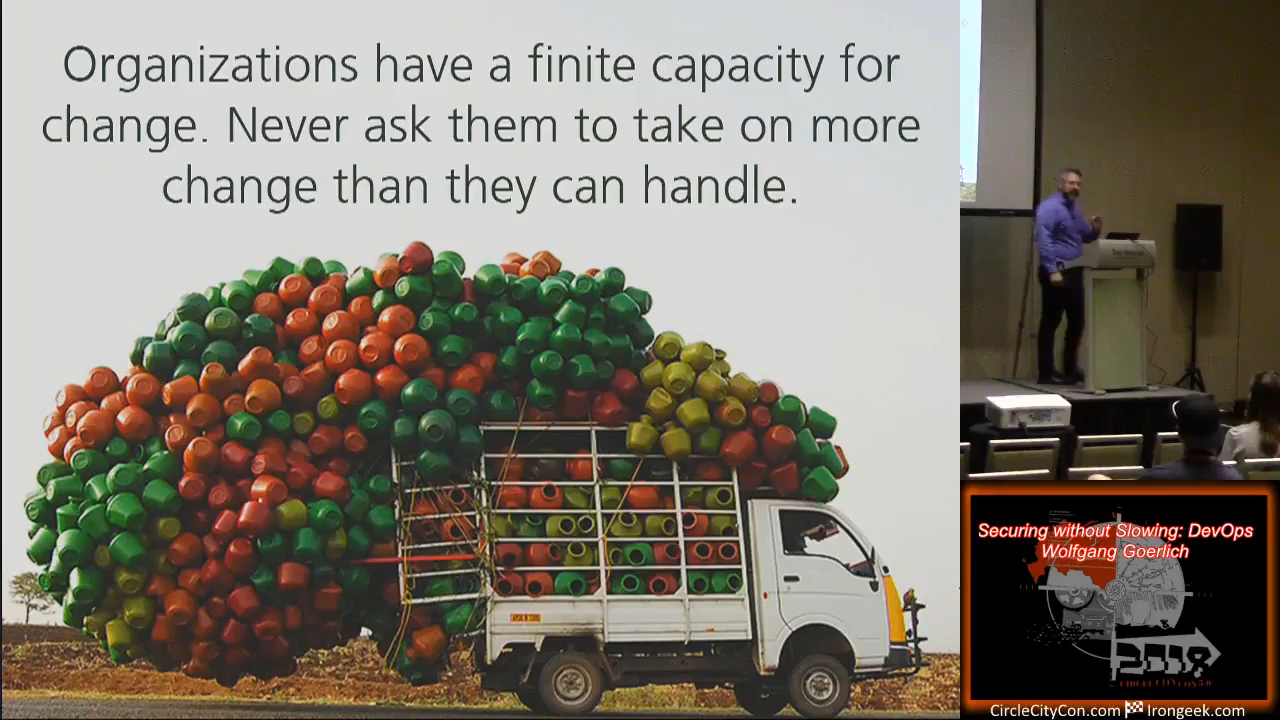 Organizations have a finite capacity for
change. Never ask them to take on more
change than they can handle.
Securing without Slowing: DevOps
Wolfgang Goerlich
2018
CircleCityCon.com Irongeek.com